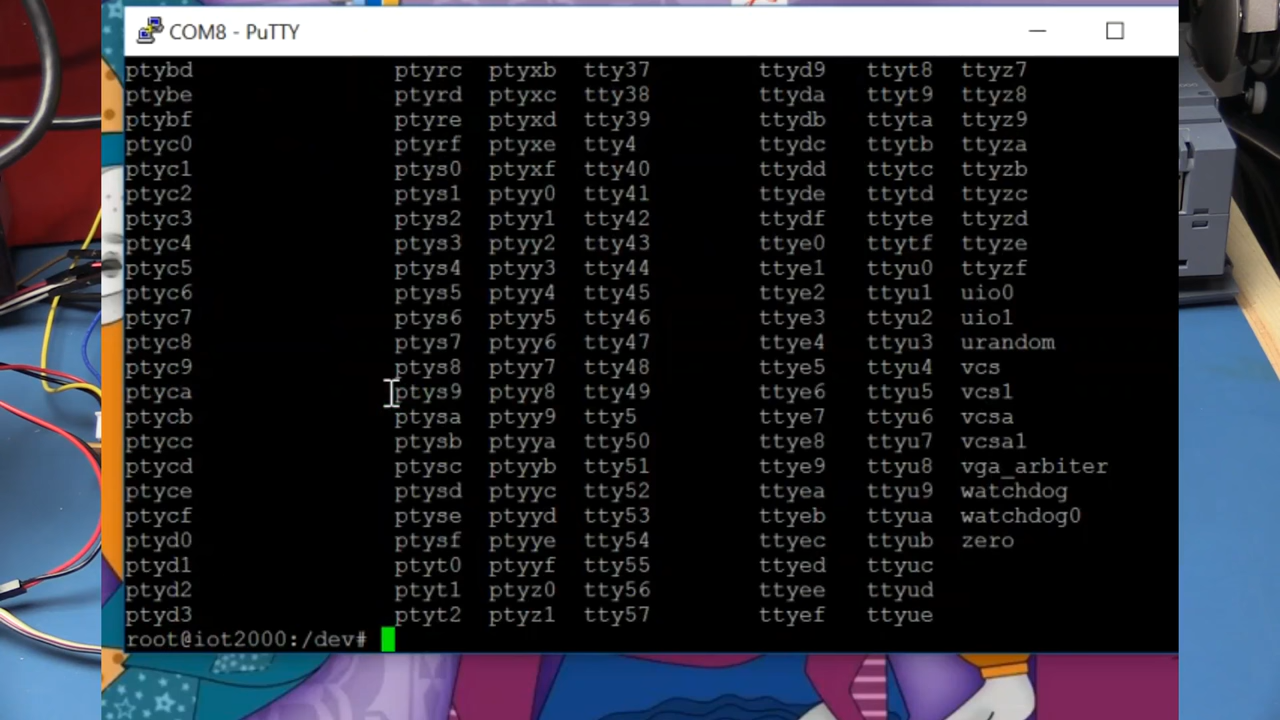 COM8 - PuTTY
ptybd ptyrc ptyxb tty37 ttyd9 ttyt8 ttyz7
ptybe ptyrd ptyxc tty38 ttyda ttyt9 ttyz8
ptybf ptyre ptyxd tty39 ttydb ttyta ttyz9
ptyc0 ptyrf ptyxe tty4 ttydc ttytb ttyza
ptyc1 ptys0 ptyxf tty40 ttydd ttytc ttyzb
ptyc2 ptys1 ptyy0 tty41 ttyde ttytd ttyzc
ptyc3 ptys2 ptyy1 tty42 ttydf ttyte ttyzd
ptyc4 ptys3 ptyy2 tty43 ttye0 ttytf ttyze
ptyc5 ptys4 ptyy3 tty44 ttye1 ttyu0 ttyzf
ptyc6 ptys5 ptyy4 tty45 ttye2 ttyu1 uio0
ptyc7 ptys6 ptyy5 tty46 ttye3 ttyu2 uio1
ptyc8 ptys7 ptyy6 tty47 ttye4 ttyu3 urandom
ptyc9 ptys8 ptyy7 tty48 ttye5 ttyu4 vcs
ptyca ptys9 ptyy8 tty49 ttye6 ttyu5 vcs1
ptycb ptysa ptyy9 tty5 ttye7 ttyu6 vcsa
ptycc ptysb ptyya tty50 ttye8 ttyu7 vcsa1
ptycd ptysc ptyyb tty51 ttye9 ttyu8 vga_arbiter
ptyce ptysd ptyyc tty52 ttyea ttyu9 watchdog
ptycf ptyse ptyyd tty53 ttyeb ttyua watchdog0
ptyd0 ptysf ptyye tty54 ttyec ttyub zero
ptyd1 ptyt0 ptyyf tty55 ttyed ttyuc
ptyd2 ptyt1 ptyz0 tty56 ttyee ttyud
ptyd3 ptyt2 ptyz1 tty57 ttyef ttyue
root@iot2000:/dev#